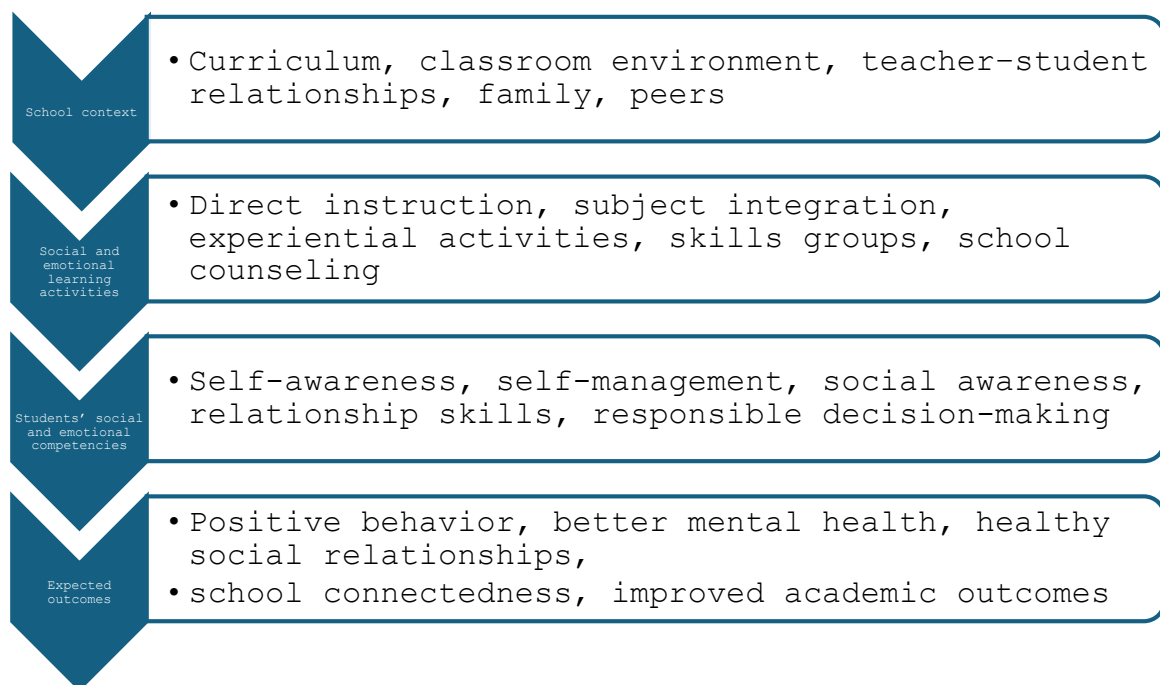 School context
• Curriculum, classroom environment, teacher–student
relationships, family, peers
Social and
emotional
learning
activities
• Direct instruction, subject integration,
experiential activities, skills groups, school
counseling
Students’ social
and emotional
competencies
• Self-awareness, self-management, social awareness,
relationship skills, responsible decision-making
Expected
outcomes
• Positive behavior, better mental health, healthy
social relationships,
• school connectedness, improved academic outcomes